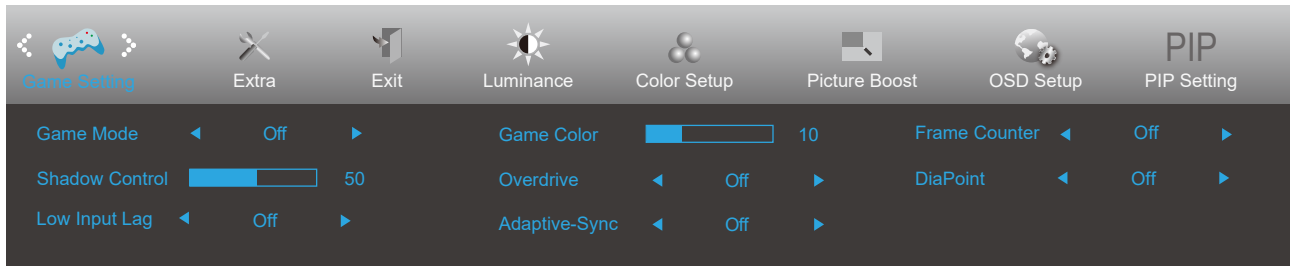 PIP
Game Setting Extra Exit Luminance Color Setup Picture Boost OSD Setup PIP Setting
Game Mode Off Game Color 10 Frame Counter Off
Shadow Control 50 Overdrive Off DiaPoint Off
Low Input Lag Off Adaptive-Sync Off